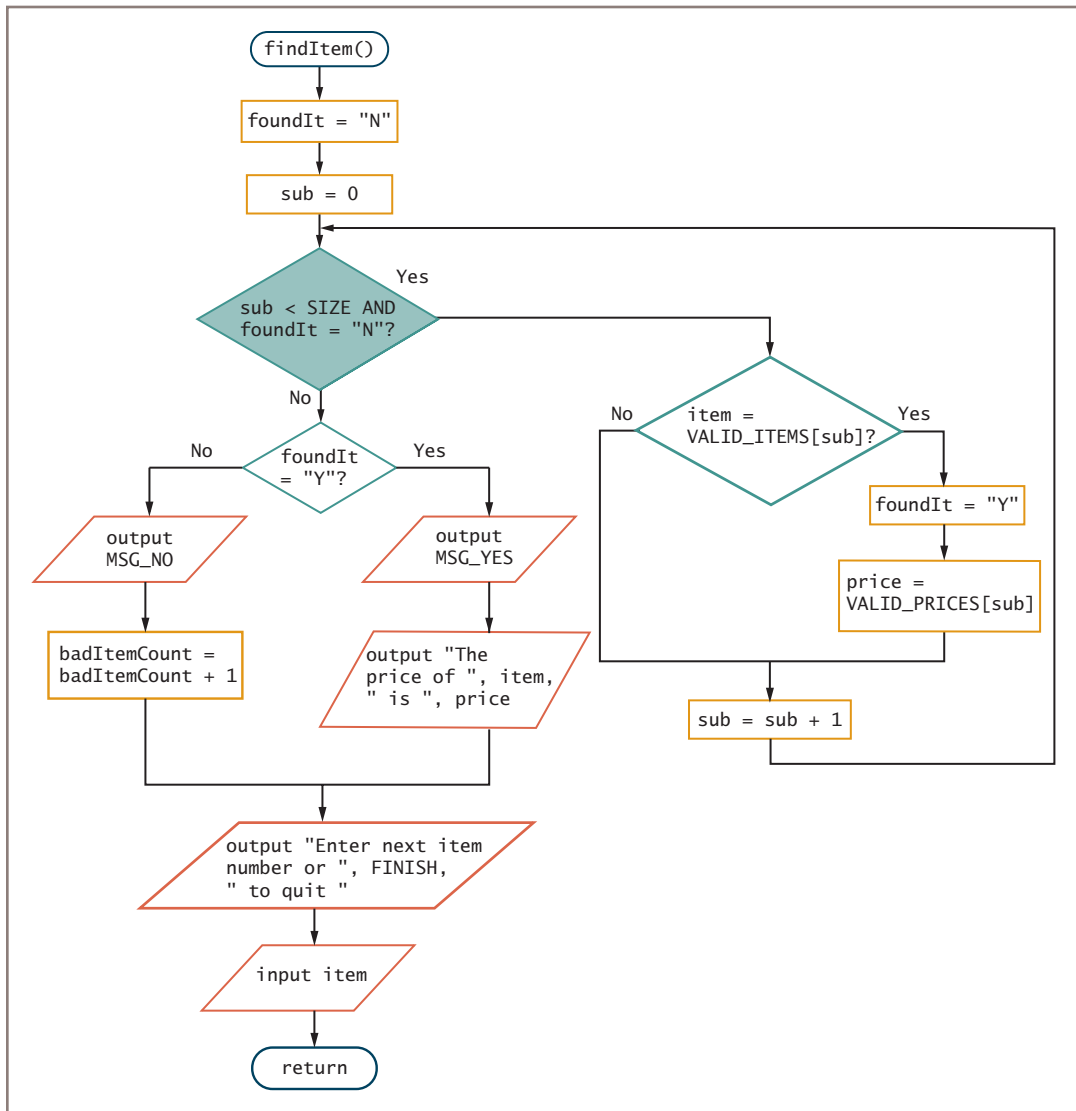 findItem()
foundIt = "N"
sub = 0
Yes
sub < SIZE AND
foundIt = "N"?
No
No
item =
VALID_ITEMS[sub]?
Yes
No
foundIt
= "Y"?
Yes
foundIt = "Y"
output
MSG_NO
output
MSG_YES
price =
VALID_PRICES[sub]
badItemCount =
badItemCount + 1
output "The
price of ", item,
" is ", price
sub = sub + 1
output "Enter next item
number or ", FINISH,
" to quit "
input item
return